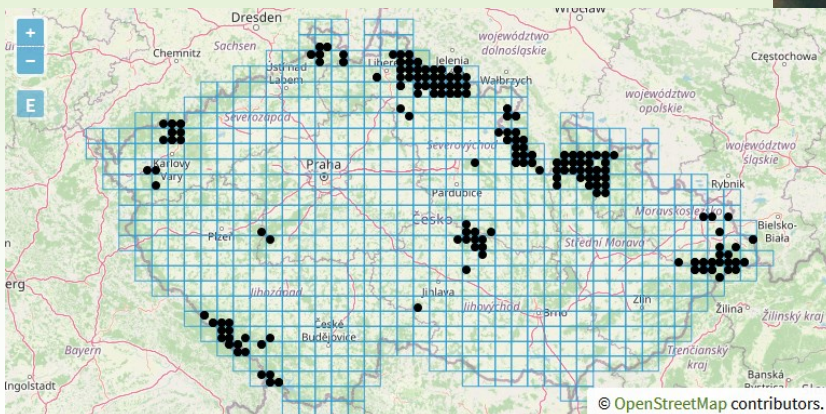 Dresden
Wrocław
+
−
E
Chemnitz
Sachsen
Ústí nad
Labem
Libere
Jelenia
województwo
dolnośląskie
Wałbrzych
Częstochowa
województwo
opolskie
Severozápad
Severovýchod
województwo
śląskie
Karlovy
Vary
Praha
Pardubice
Rybnik
Moravskoslezsko
Česko
Plzeň
Střední Morava
Bielsko-
Biała
erg
Jihozápad
Jihlava
Jihovýchod
Brno
Zlín
Žilina
Žilinský kraj
České
Budějovice
Bayern
Trenčiansky
kraj
Ingolstadt
Banská
© OpenStreetMap contributors.